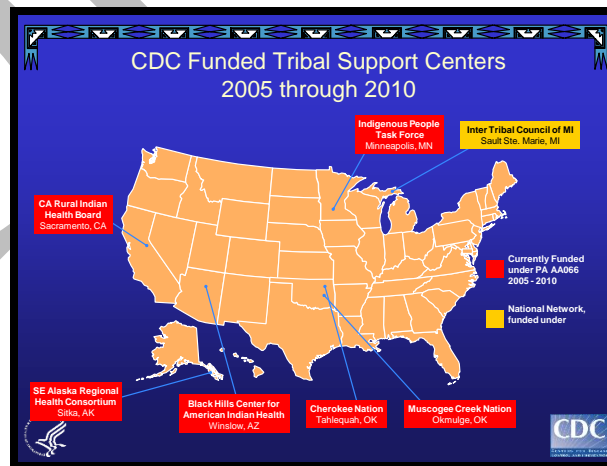 CDC Funded Tribal Support Centers
2005 through 2010
Indigenous People
Task Force
Minneapolis, MN
Inter Tribal Council of MI
Sault Ste. Marie, MI
CA Rural Indian
Health Board
Sacramento, CA
Currently Funded
under PA AA066
2005 - 2010
National Network,
funded under
SE Alaska Regional
Health Consortium
Sitka, AK
Black Hills Center for
American Indian Health
Winslow, AZ
Cherokee Nation
Tahlequah, OK
Muscogee Creek Nation
Okmulge, OK
CDC